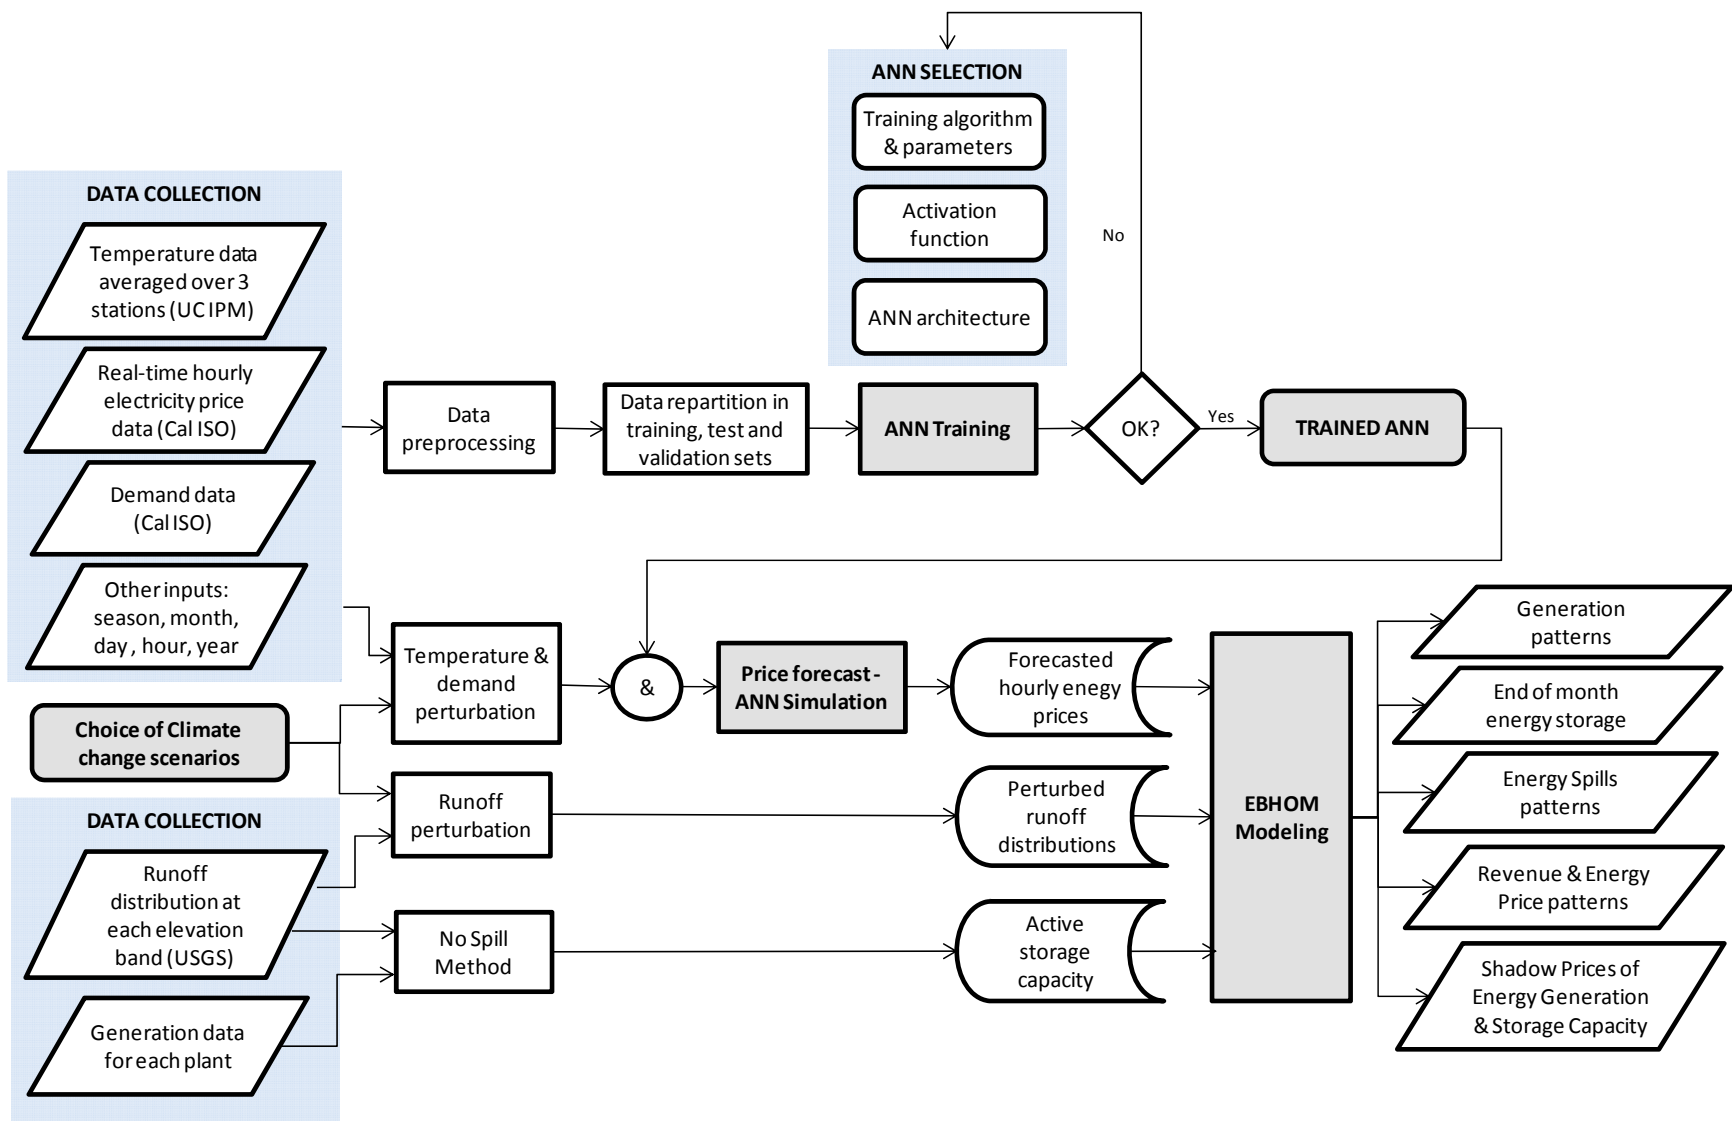 ANN SELECTION
Training algorithm
& parameters
Activation
function
ANN architecture
No
DATA COLLECTION
Temperature data
averaged over 3
stations (UC IPM)
Real-time hourly
electricity price
data (Cal ISO)
Demand data
(Cal ISO)
Other inputs:
season, month,
day , hour, year
Data
preprocessing
Data repartition in
training, test and
validation sets
ANN Training
OK?
Yes
TRAINED ANN
Choice of Climate
change scenarios
Temperature &
demand
perturbation
&
Price forecast -
ANN Simulation
Forecasted
hourly enegy
prices
DATA COLLECTION
Runoff
distribution at
each elevation
band (USGS)
Generation data
for each plant
Runoff
perturbation
No Spill
Method
Perturbed
runoff
distributions
Active
storage
capacity
EBHOM
Modeling
Generation
patterns
End of month
energy storage
Energy Spills
patterns
Revenue & Energy
Price patterns
Shadow Prices of
Energy Generation
& Storage Capacity